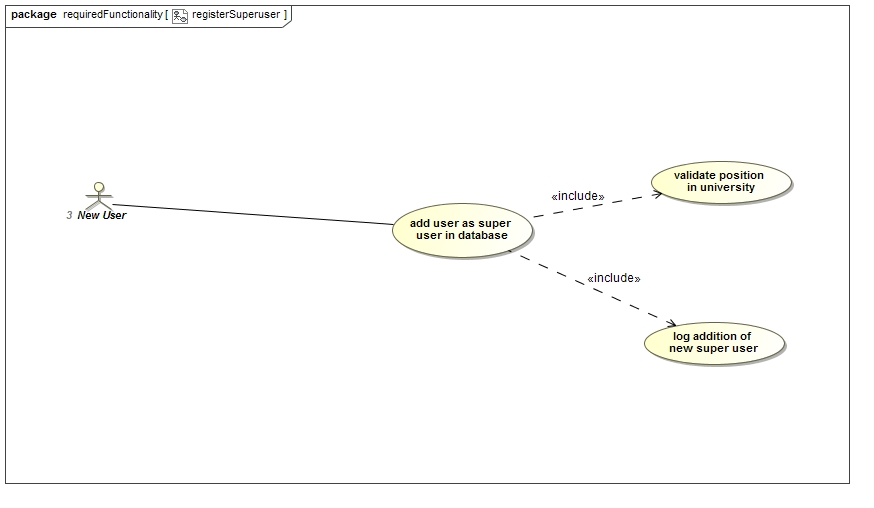 package requiredFunctionality [ registerSuperuser ]
«include»
validate position
in university
3 New User
add user as super
user in database
«include»
log addition of
new super user